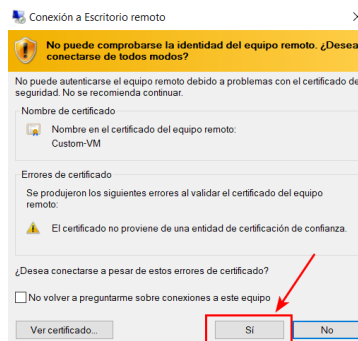 Conexión a Escritorio remoto
No puede comprobarse la identidad del equipo remoto. ¿Desea
conectarse de todos modos?
No puede autenticarse el equipo remoto debido a problemas con el certificado de
seguridad. No se recomienda continuar.
Nombre de certificado
Nombre en el certificado del equipo remoto:
Custom-VM
Errores de certificado
Se produjeron los siguientes errores al validar el certificado del equipo
remoto:
El certificado no proviene de una entidad de certificación de confianza.
¿Desea conectarse a pesar de estos errores de certificado?
No volver a preguntarme sobre conexiones a este equipo
Ver certificado...
Sí
No